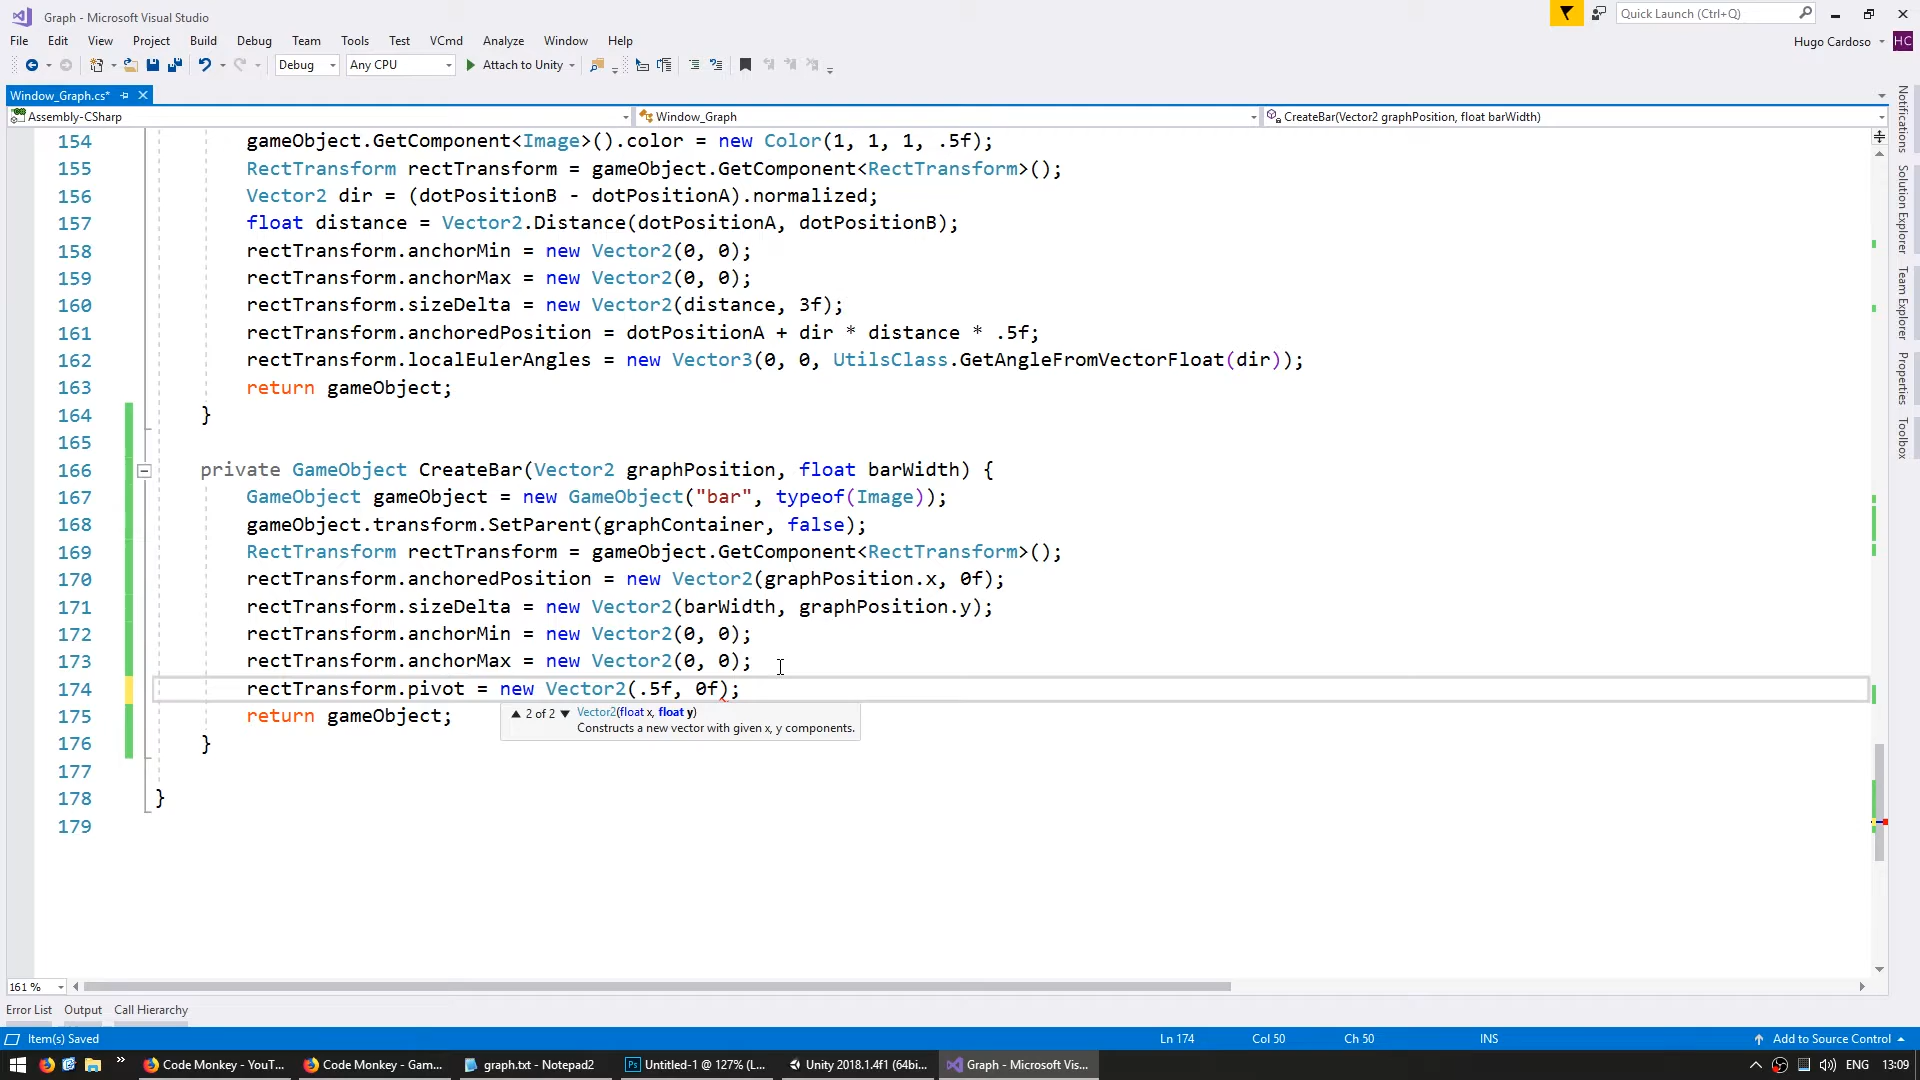 Graph - Microsoft Visual Studio
Quick Launch (Ctrl+Q)
File Edit View Project Build Debug Team Tools Test VCmd Analyze Window Help
Hugo Cardoso HC
Debug Any CPU Attach to Unity
Window_Graph.cs*
Assembly-CSharp Window_Graph CreateBar(Vector2 graphPosition, float barWidth)
154 gameObject.GetComponent<Image>().color = new Color(1, 1, 1, .5f);
155 RectTransform rectTransform = gameObject.GetComponent<RectTransform>();
156 Vector2 dir = (dotPositionB - dotPositionA).normalized;
157 float distance = Vector2.Distance(dotPositionA, dotPositionB);
158 rectTransform.anchorMin = new Vector2(0, 0);
159 rectTransform.anchorMax = new Vector2(0, 0);
160 rectTransform.sizeDelta = new Vector2(distance, 3f);
161 rectTransform.anchoredPosition = dotPositionA + dir * distance * .5f;
162 rectTransform.localEulerAngles = new Vector3(0, 0, UtilsClass.GetAngleFromVectorFloat(dir));
163 return gameObject;
164 }
165
166 private GameObject CreateBar(Vector2 graphPosition, float barWidth) {
167 GameObject gameObject = new GameObject("bar", typeof(Image));
168 gameObject.transform.SetParent(graphContainer, false);
169 RectTransform rectTransform = gameObject.GetComponent<RectTransform>();
170 rectTransform.anchoredPosition = new Vector2(graphPosition.x, 0f);
171 rectTransform.sizeDelta = new Vector2(barWidth, graphPosition.y);
172 rectTransform.anchorMin = new Vector2(0, 0);
173 rectTransform.anchorMax = new Vector2(0, 0);
174 rectTransform.pivot = new Vector2(.5f, 0f);
175 return gameObject;
▲ 2 of 2 ▼ Vector2(float x, float y)
Constructs a new vector with given x, y components.
176 }
177
178 }
179
Notifications
Solution Explorer
Team Explorer
Properties
Toolbox
161 %
Error List Output Call Hierarchy
Item(s) Saved Ln 174 Col 50 Ch 50 INS Add to Source Control
Code Monkey - YouT... Code Monkey - Gam... graph.txt - Notepad2 Ps Untitled-1 @ 127% (L... Unity 2018.1.4f1 (64bi... Graph - Microsoft Vis... ENG 13:09